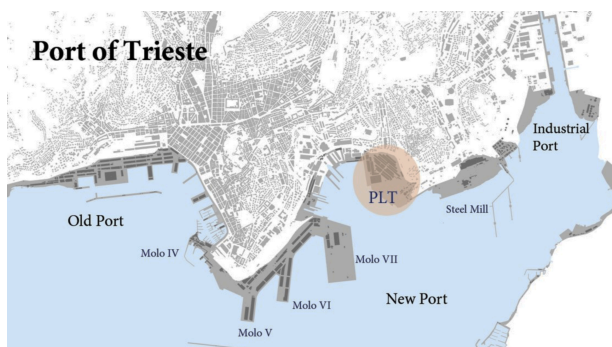 Port of Trieste
Industrial
Port
PLT
Steel Mill
Old Port
Molo IV
Molo VII
New Port
Molo VI
Molo V